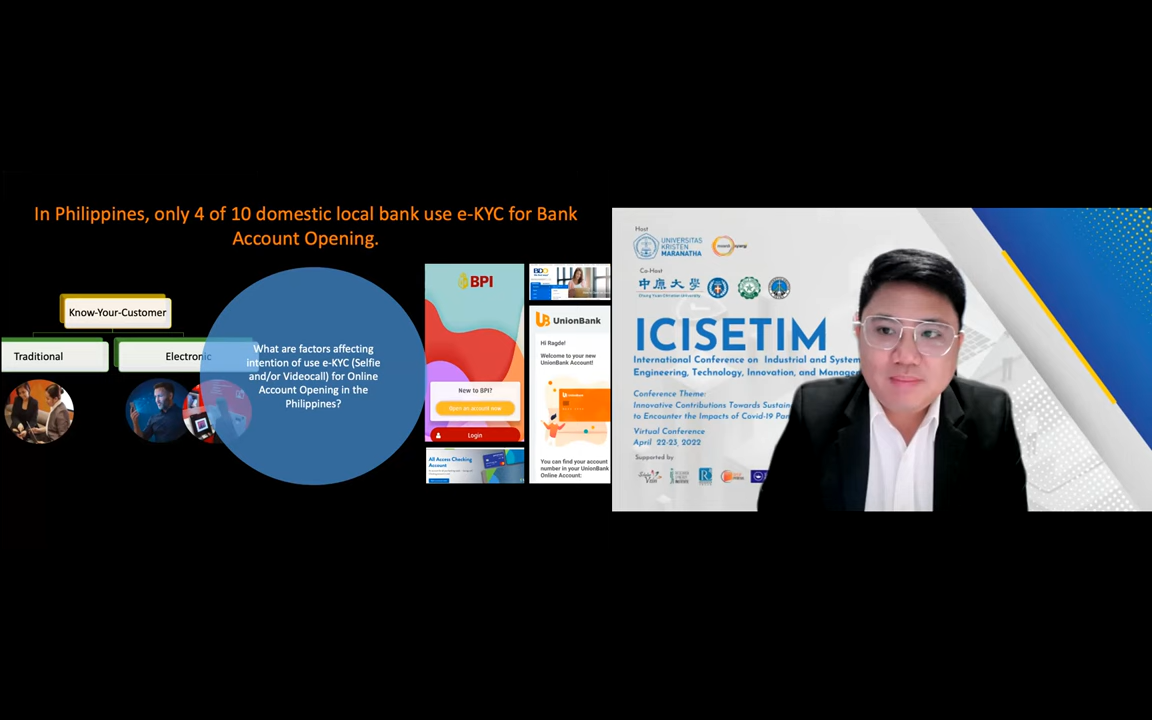 In Philippines, only 4 of 10 domestic local bank use e-KYC for Bank
Account Opening.
Know-Your-Customer
Traditional
Electronic
What are factors affecting
intention of use e-KYC (Selfie
and/or Videocall) for Online
Account Opening in the
Philippines?
BPI
New to BPI?
Open an account now
Login
All Access Checking
Account
BDO
UnionBank
Hi Ragde!
Welcome to your new
UnionBank Account!
You can find your account
number in your UnionBank
Online Account:
Host
UNIVERSITAS
KRISTEN
MARANATHA
Co-Host
中原大學
Chung Yuan Christian University
ICISETIM
International Conference on Industrial and System
Engineering, Technology, Innovation, and Manage
Conference Theme:
Innovative Contributions Towards Sustain
to Encounter the Impacts of Covid-19 Pan
Virtual Conference
April 22-23, 2022
Supported by